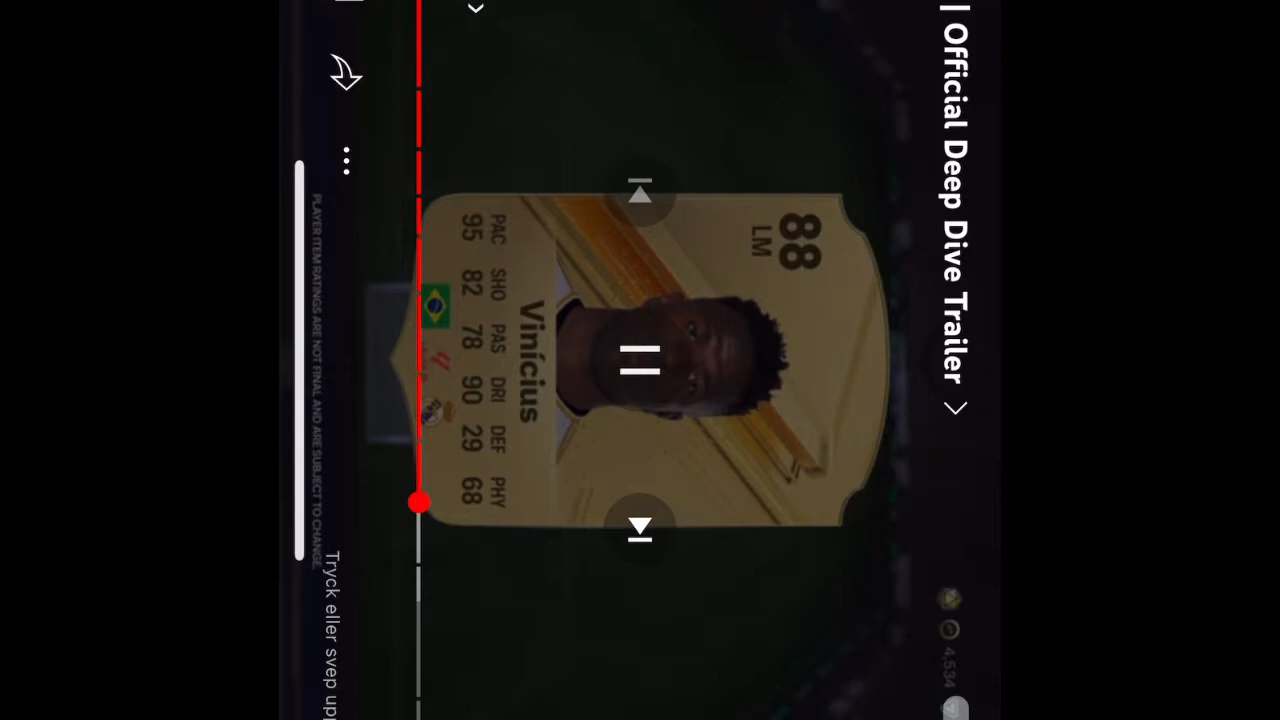 | Official Deep Dive Trailer
4,534
88
LM
Vinícius
PAC SHO PAS DRI DEF PHY
95 82 78 90 29 68
PLAYER ITEM RATINGS ARE NOT FINAL AND ARE SUBJECT TO CHANGE.
Tryck eller svep upp